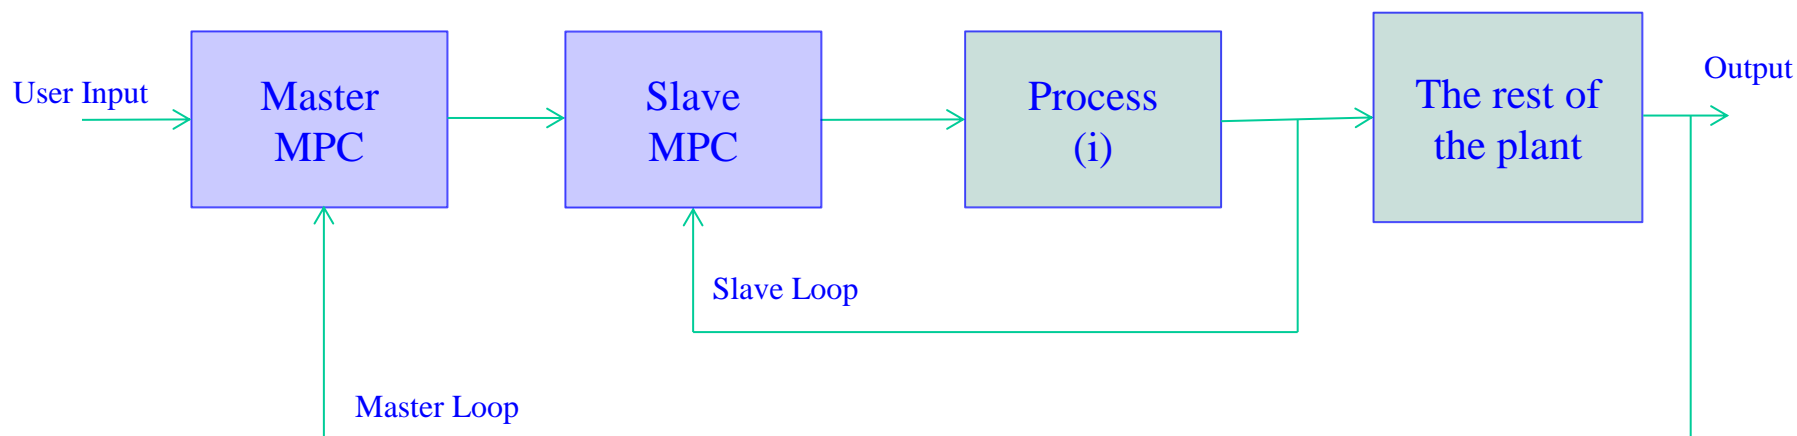 User Input
Master
MPC
Slave
MPC
Process
(i)
The rest of
the plant
Output
Slave Loop
Master Loop